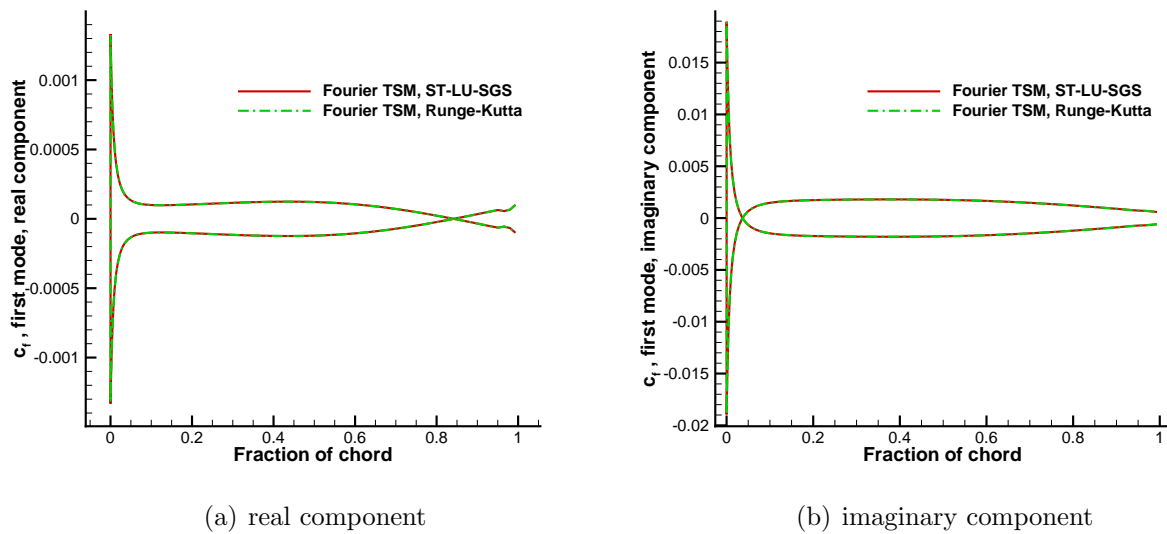 c_f , first mode, real component
0.001
0.0005
0
-0.0005
-0.001
Fourier TSM, ST-LU-SGS
Fourier TSM, Runge-Kutta
0 0.2 0.4 0.6 0.8 1
Fraction of chord
(a) real component
c_f , first mode, imaginary component
0.015
0.01
0.005
0
-0.005
-0.01
-0.015
-0.02
Fourier TSM, ST-LU-SGS
Fourier TSM, Runge-Kutta
0 0.2 0.4 0.6 0.8 1
Fraction of chord
(b) imaginary component